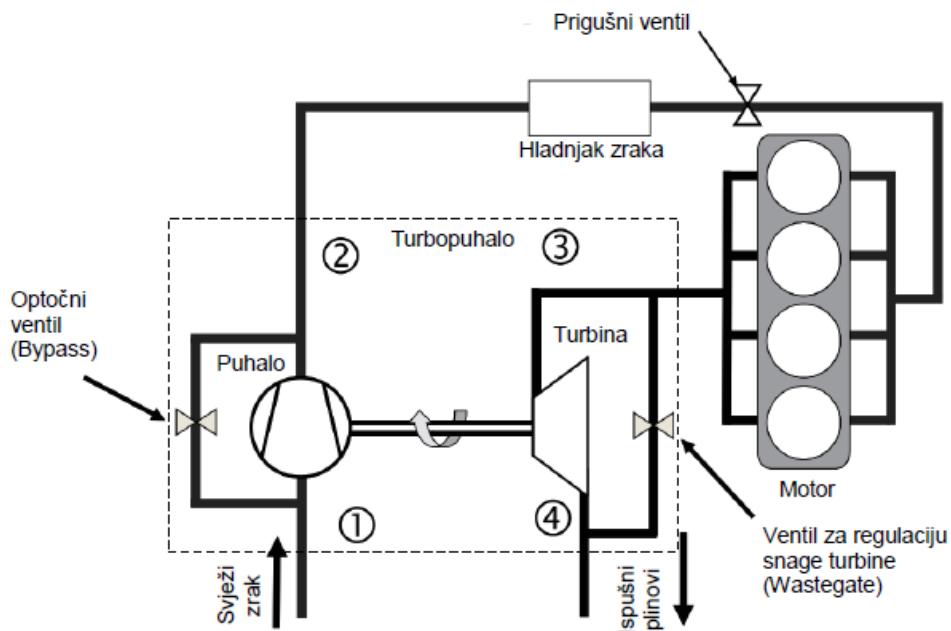 Prigušni ventil
Hladnjak zraka
Turbopuhalo
②
③
Optočni
ventil
(Bypass)
Puhalo
Turbina
①
④
Motor
Ventil za regulaciju
snage turbine
(Wastegate)
Svježi
zrak
Ispušni
plinovi